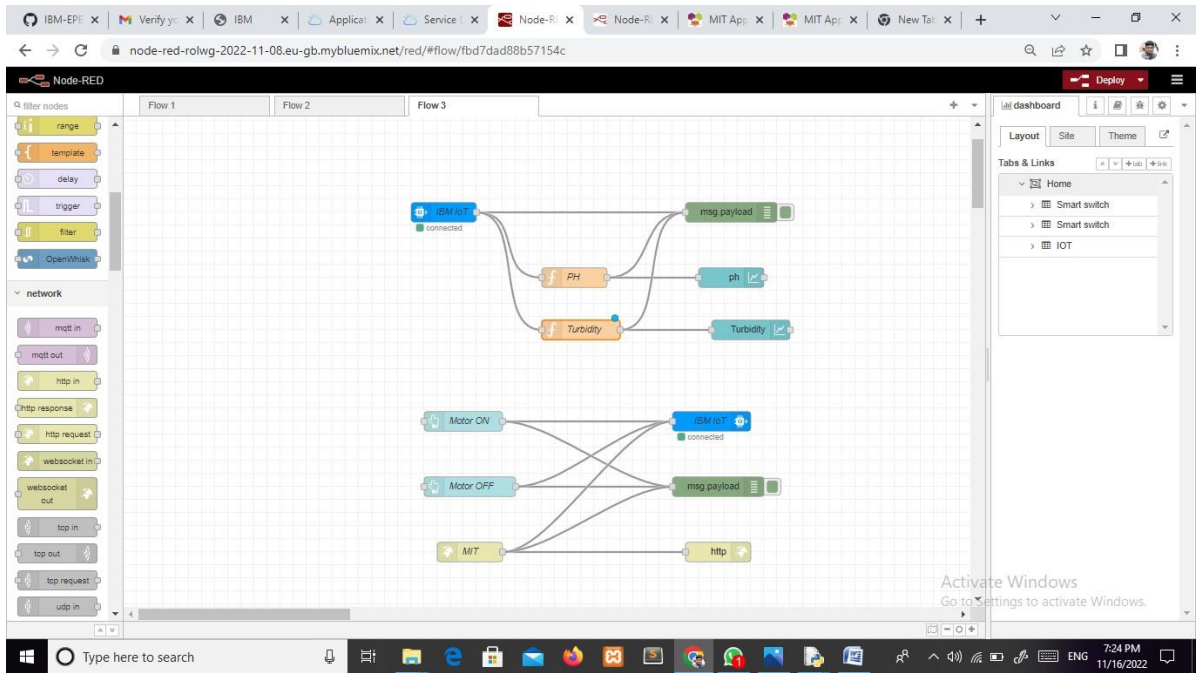 IBM-EPE
Verify yo
IBM
Applicat
Service D
Node-R
Node-RE
MIT App
MIT App
New Tab
node-red-rolwg-2022-11-08.eu-gb.mybluemix.net/red/#flow/fbd7dad88b57154c
Node-RED
Deploy
filter nodes
Flow 1
Flow 2
Flow 3
dashboard
range
template
delay
trigger
filter
OpenWhisk
network
mqtt in
mqtt out
http in
http response
http request
websocket in
websocket
out
tcp in
tcp out
tcp request
udp in
IBM IoT
connected
msg.payload
PH
ph
Turbidity
Turbidity
Motor ON
IBM IoT
connected
Motor OFF
msg.payload
MIT
http
Layout
Site
Theme
Tabs & Links
+tab
+link
Home
Smart switch
Smart switch
IOT
Activate Windows
Go to Settings to activate Windows.
Type here to search
ENG
7:24 PM
11/16/2022